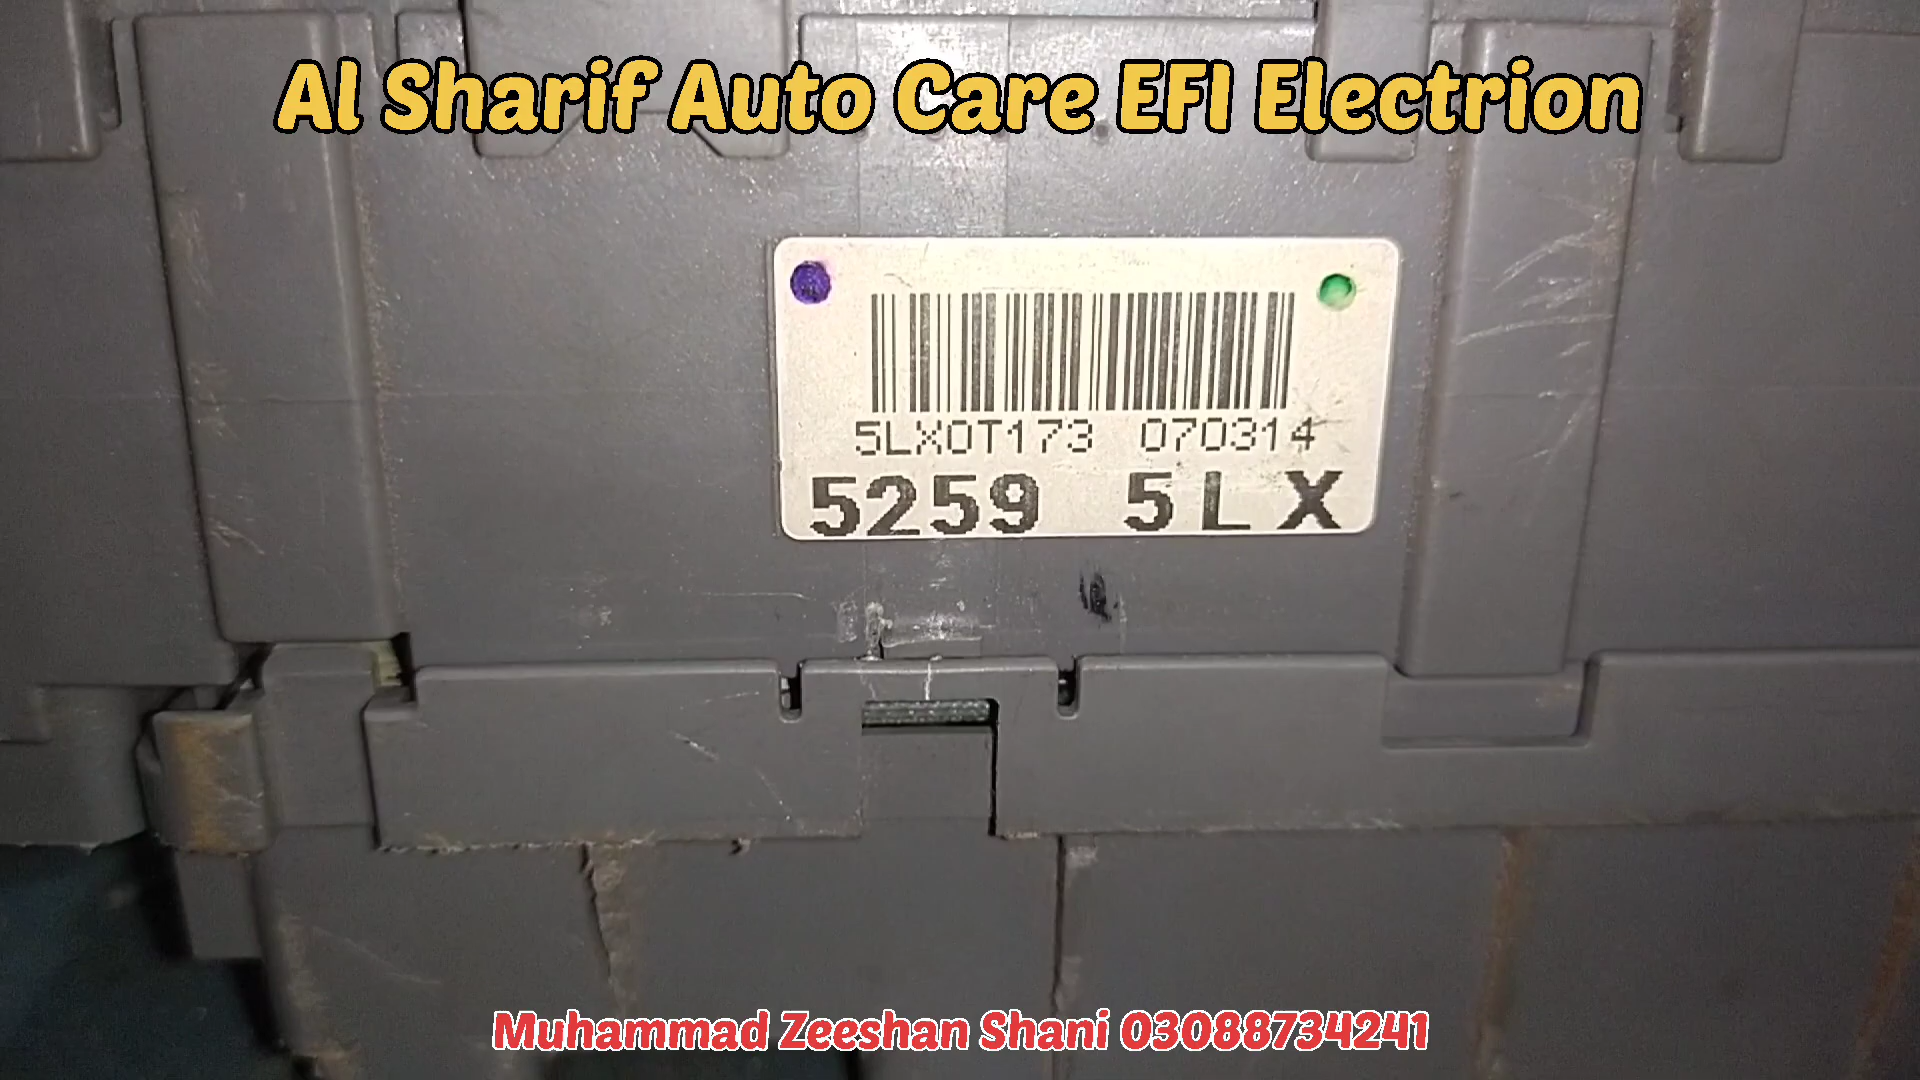 Al Sharif Auto Care EFI Electrion
5LX0T173 070314
5259 5LX
Muhammad Zeeshan Shani 03088734241